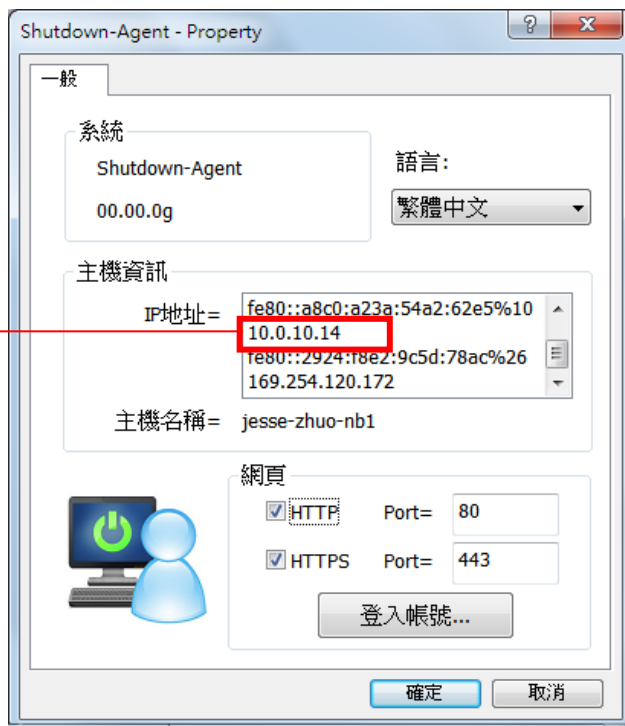 Shutdown-Agent - Property
一般
系統
Shutdown-Agent
00.00.0g
語言:
繁體中文
主機資訊
IP地址=
fe80::a8c0:a23a:54a2:62e5%10
10.0.10.14
fe80::2924:f8e2:9c5d:78ac%26
169.254.120.172
主機名稱= jesse-zhuo-nb1
網頁
HTTP Port= 80
HTTPS Port= 443
登入帳號...
確定 取消